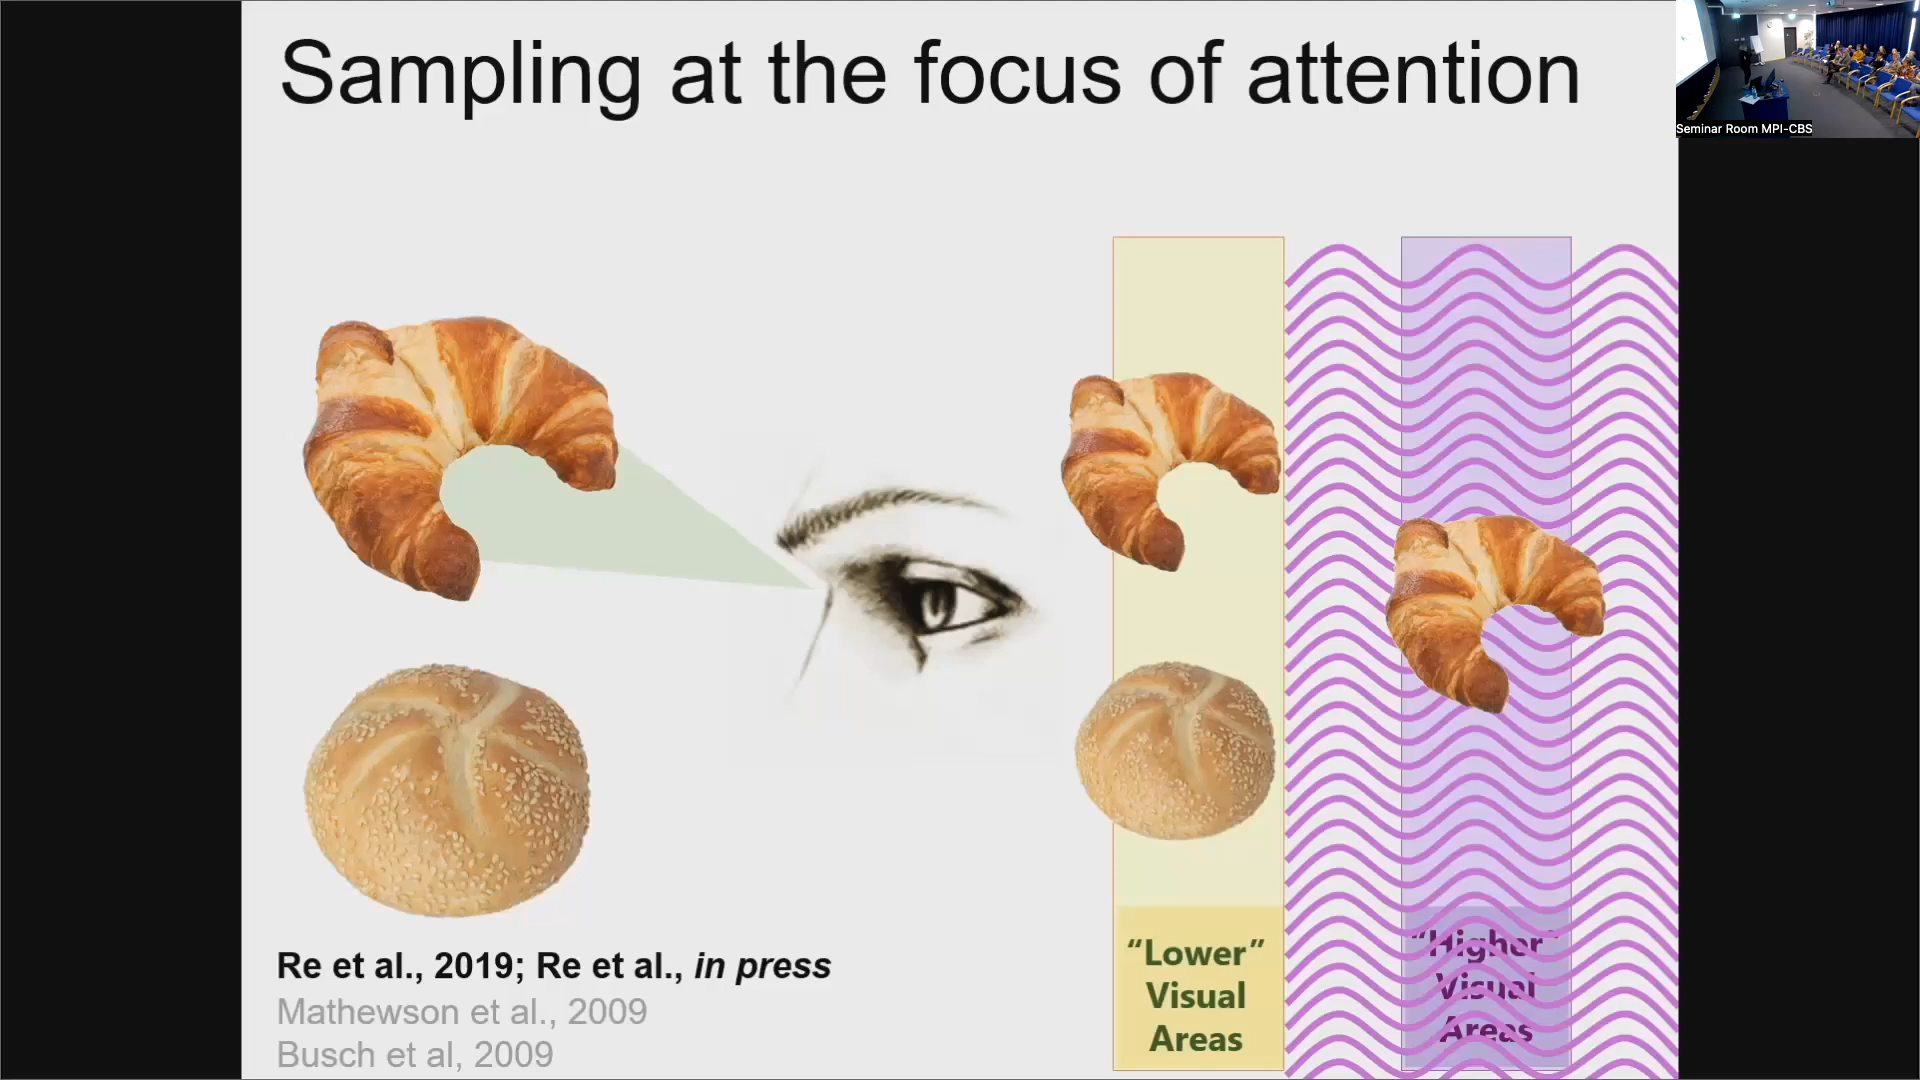 Sampling at the focus of attention
Seminar Room MPI-CBS
"Lower"
Visual
Areas
"Higher"
Visual
Areas
Re et al., 2019; Re et al., in press
Mathewson et al., 2009
Busch et al, 2009